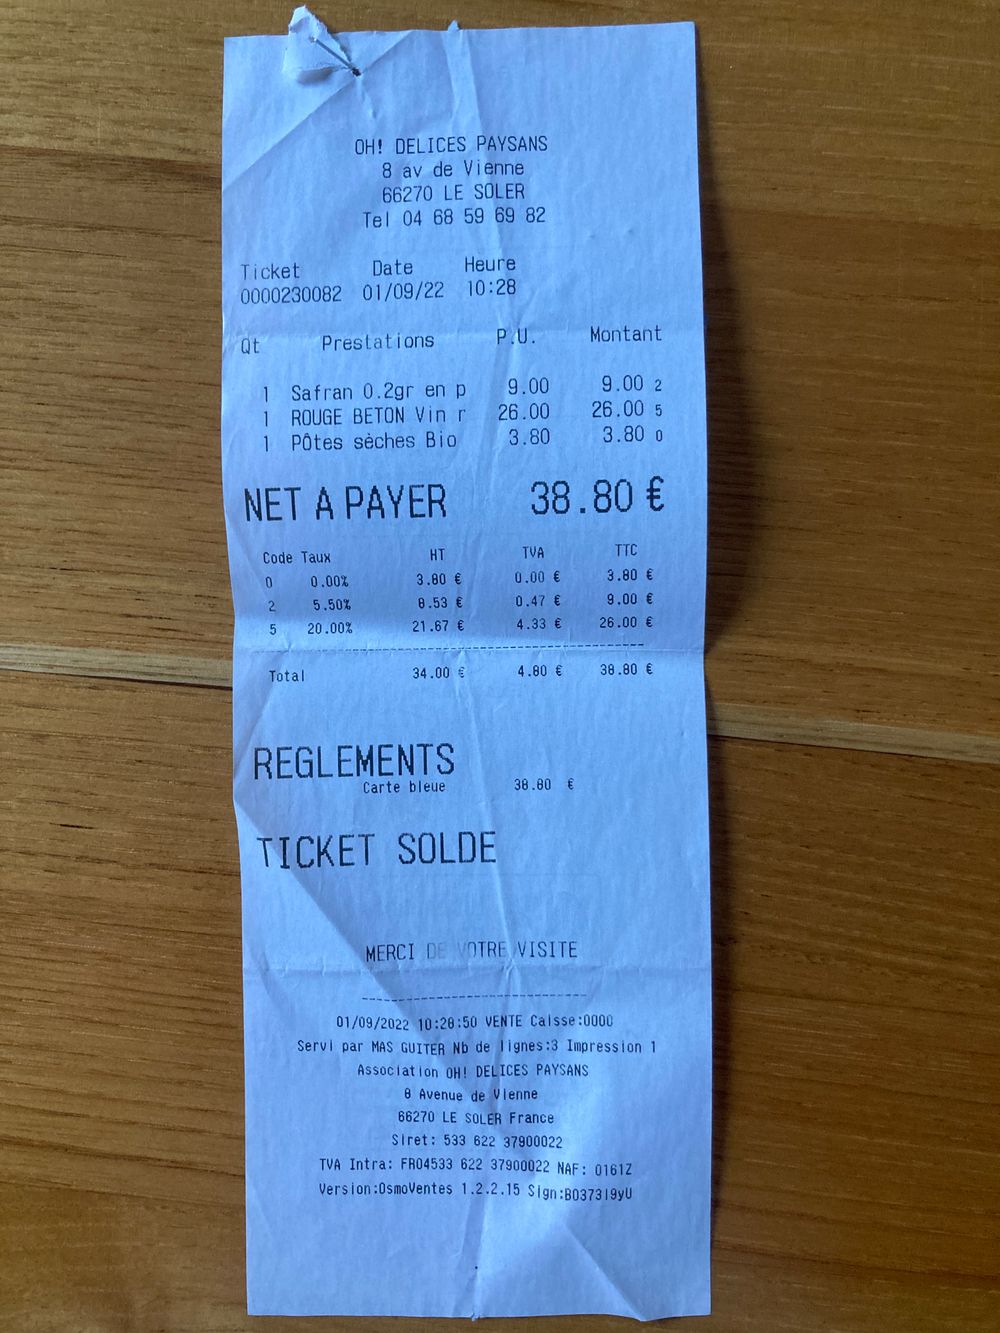 OH! DELICES PAYSANS
8 av de Vienne
66270 LE SOLER
Tel 04 68 59 69 82
Ticket Date Heure
0000230082 01/09/22 10:28
Qt Prestations P.U. Montant
1 Safran 0.2gr en p 9.00 9.00 2
1 ROUGE BETON Vin r 26.00 26.00 5
1 Pôtes sèches Bio 3.80 3.80 0
NET A PAYER 38.80 €
Code Taux HT TVA TTC
0 0.00% 3.80 € 0.00 € 3.80 €
2 5.50% 8.53 € 0.47 € 9.00 €
5 20.00% 21.67 € 4.33 € 26.00 €
Total 34.00 € 4.80 € 38.80 €
REGLEMENTS
Carte bleue 38.80 €
TICKET SOLDE
MERCI DE VOTRE VISITE
01/09/2022 10:28:50 VENTE Caisse:0000
Servi par MAS GUITER Nb de lignes:3 Impression 1
Association OH! DELICES PAYSANS
8 Avenue de Vienne
66270 LE SOLER France
Siret: 533 622 37900022
TVA Intra: FR04533 622 37900022 NAF: 0161Z
Version:OsmoVentes 1.2.2.15 Sign:BO373l9yU